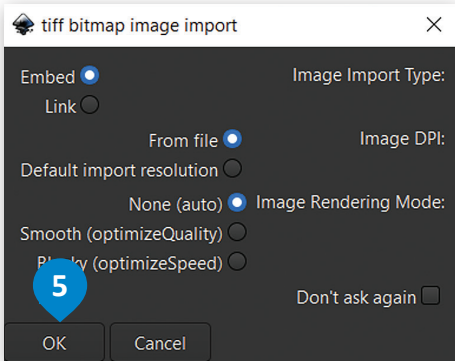 tiff bitmap image import
Embed Image Import Type:
Link
From file Image DPI:
Default import resolution
None (auto) Image Rendering Mode:
Smooth (optimizeQuality)
(optimizeSpeed)
5
Don't ask again
OK Cancel